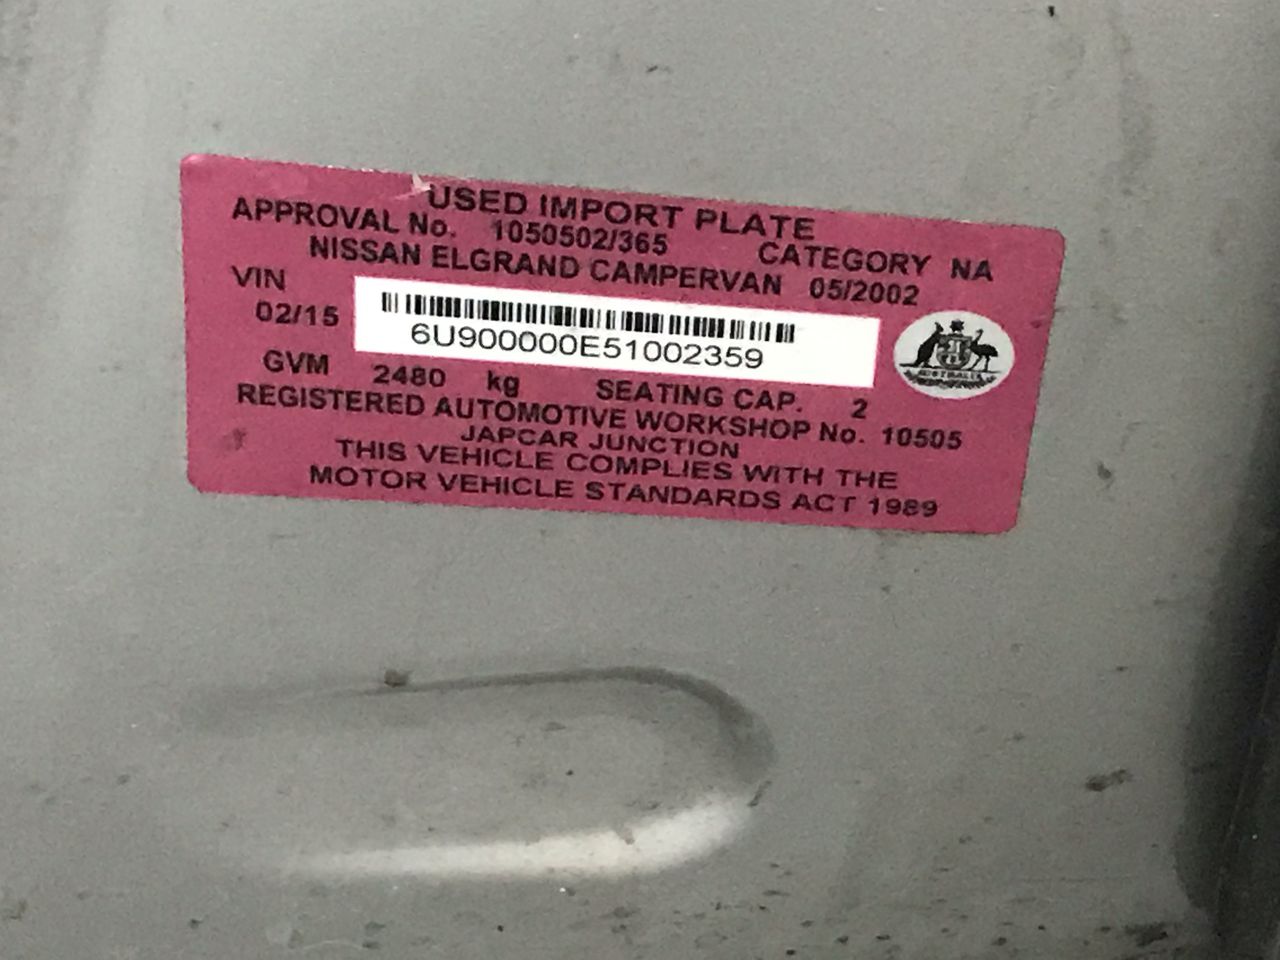 USED IMPORT PLATE
APPROVAL No. 1050502/365 CATEGORY NA
NISSAN ELGRAND CAMPERVAN 05/2002
VIN
02/15 6U900000E51002359
AUSTRALIA
GVM 2480 kg SEATING CAP. 2
REGISTERED AUTOMOTIVE WORKSHOP No. 10505
JAPCAR JUNCTION
THIS VEHICLE COMPLIES WITH THE
MOTOR VEHICLE STANDARDS ACT 1989